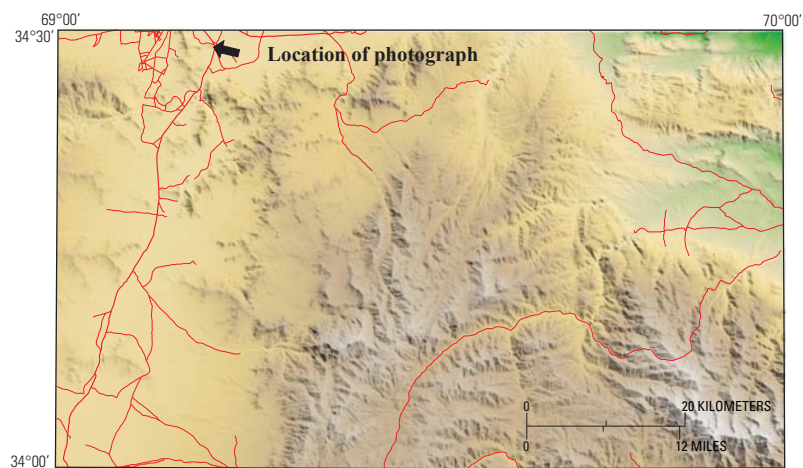 69°00′ 70°00′
34°30′
Location of photograph
0 20 KILOMETERS
0 12 MILES
34°00′